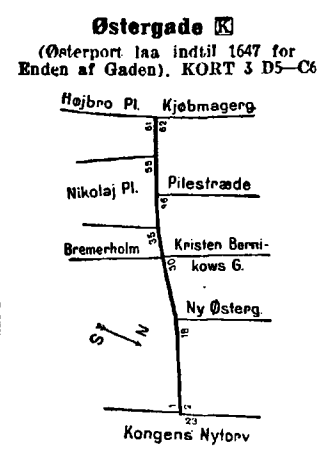 Østergade K
(Østerport laa indtil 1647 for
Enden af Gaden). KORT 3 D5—C6
Højbro Pl. Kjøbmagerg.
61 62
55
Nikolaj Pl. Pilestræde
46
35
Bremerholm Kristen Berni-
kows G.
30
Ny Østerg.
18
S N
1 2
23
Kongens Nytorv